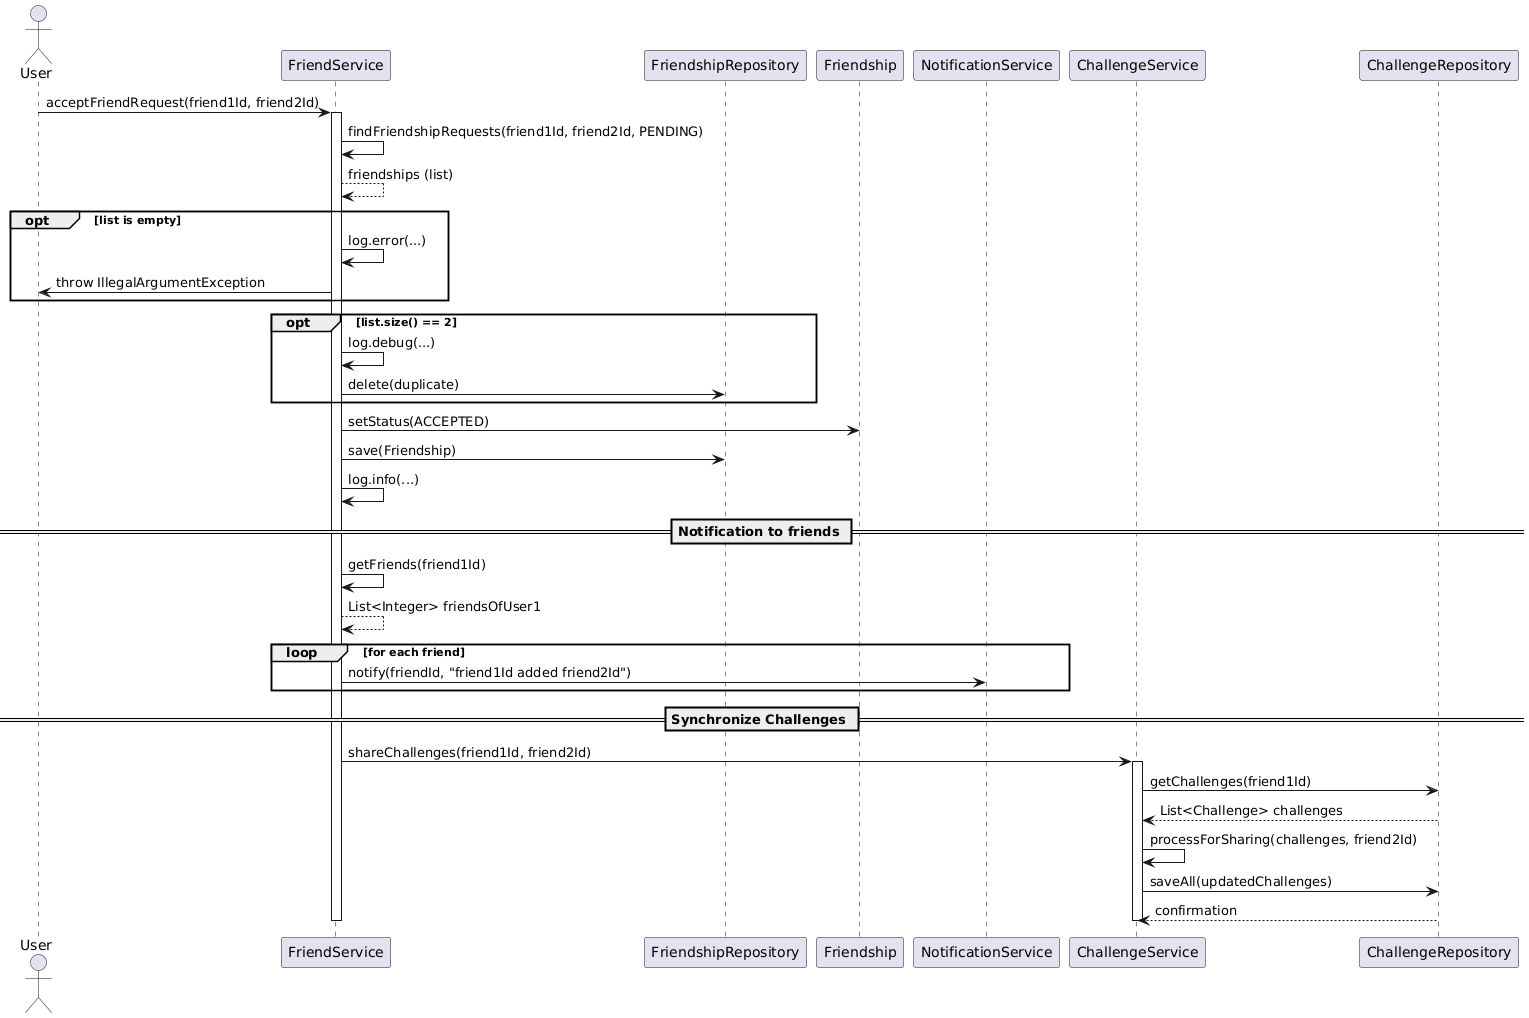 User
FriendService
FriendshipRepository
Friendship
NotificationService
ChallengeService
ChallengeRepository
acceptFriendRequest(friend1Id, friend2Id)
findFriendshipRequests(friend1Id, friend2Id, PENDING)
friendships (list)
opt
[list is empty]
log.error(...)
throw IllegalArgumentException
opt
[list.size() == 2]
log.debug(...)
delete(duplicate)
setStatus(ACCEPTED)
save(Friendship)
log.info(...)
Notification to friends
getFriends(friend1Id)
List<Integer> friendsOfUser1
loop
[for each friend]
notify(friendId, "friend1Id added friend2Id")
Synchronize Challenges
shareChallenges(friend1Id, friend2Id)
getChallenges(friend1Id)
List<Challenge> challenges
processForSharing(challenges, friend2Id)
saveAll(updatedChallenges)
confirmation
User
FriendService
FriendshipRepository
Friendship
NotificationService
ChallengeService
ChallengeRepository